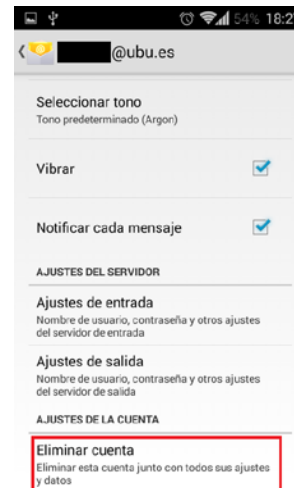 54% 18:2
@ubu.es
Seleccionar tono
Tono predeterminado (Argon)
Vibrar
Notificar cada mensaje
AJUSTES DEL SERVIDOR
Ajustes de entrada
Nombre de usuario, contraseña y otros ajustes
del servidor de entrada
Ajustes de salida
Nombre de usuario, contraseña y otros ajustes
del servidor de salida
AJUSTES DE LA CUENTA
Eliminar cuenta
Eliminar esta cuenta junto con todos sus ajustes
y datos